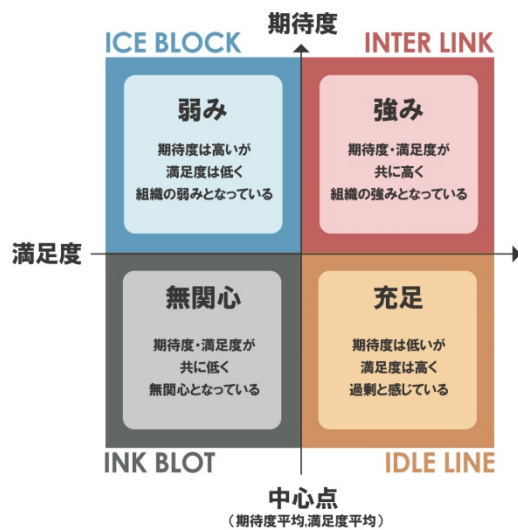 期待度
ICE BLOCK
INTER LINK
弱み
期待度は高いが
満足度は低く
組織の弱みとなっている
強み
期待度・満足度が
共に高く
組織の強みとなっている
満足度
無関心
期待度・満足度が
共に低く
無関心となっている
充足
期待度は低いが
満足度は高く
過剰と感じている
INK BLOT
IDLE LINE
中心点
(期待度平均,満足度平均)